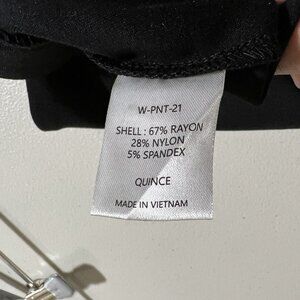 W-PNT-21
SHELL : 67% RAYON
28% NYLON
5% SPANDEX
QUINCE
MADE IN VIETNAM